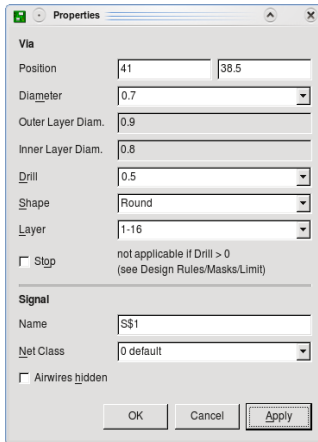 Properties
Via
Position 41 38.5
Diameter 0.7
Outer Layer Diam. 0.9
Inner Layer Diam. 0.8
Drill 0.5
Shape Round
Layer 1-16
Stop not applicable if Drill > 0
(see Design Rules/Masks/Limit)
Signal
Name S$1
Net Class 0 default
Airwires hidden
OK Cancel Apply